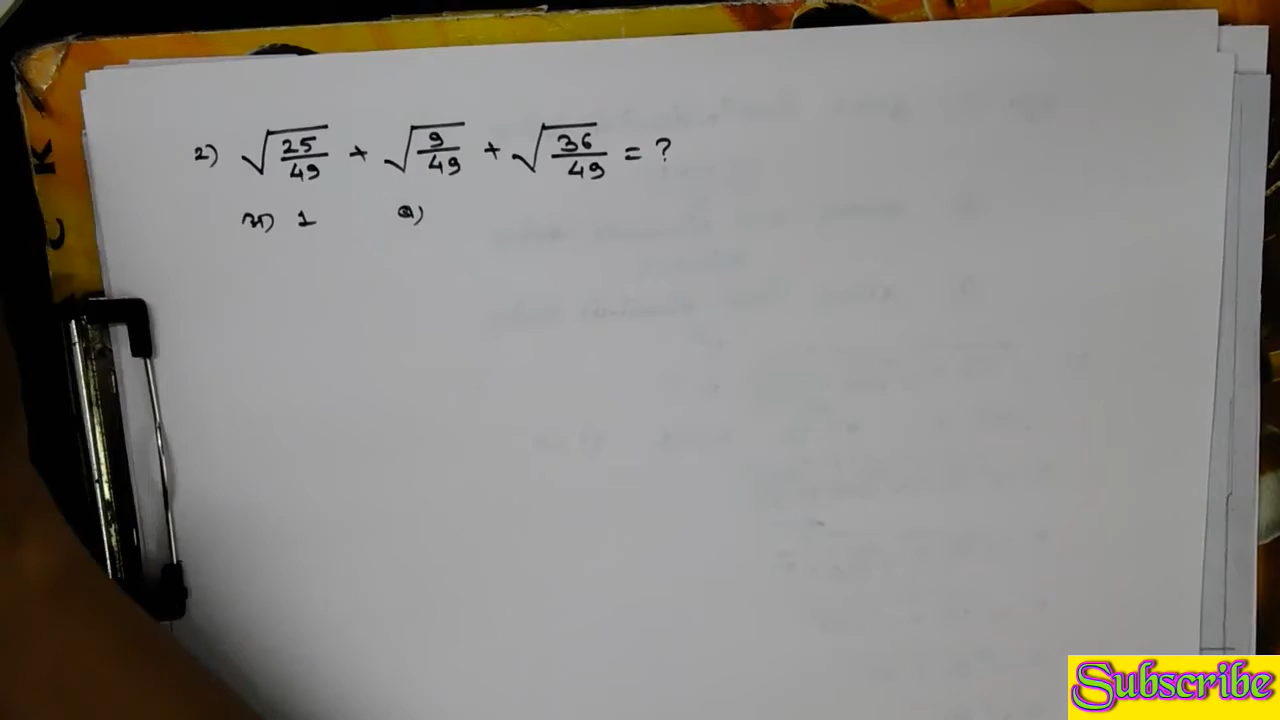 2) √25/49 + √9/49 + √36/49 = ?
அ) 1 ஆ)
C K
Subscribe